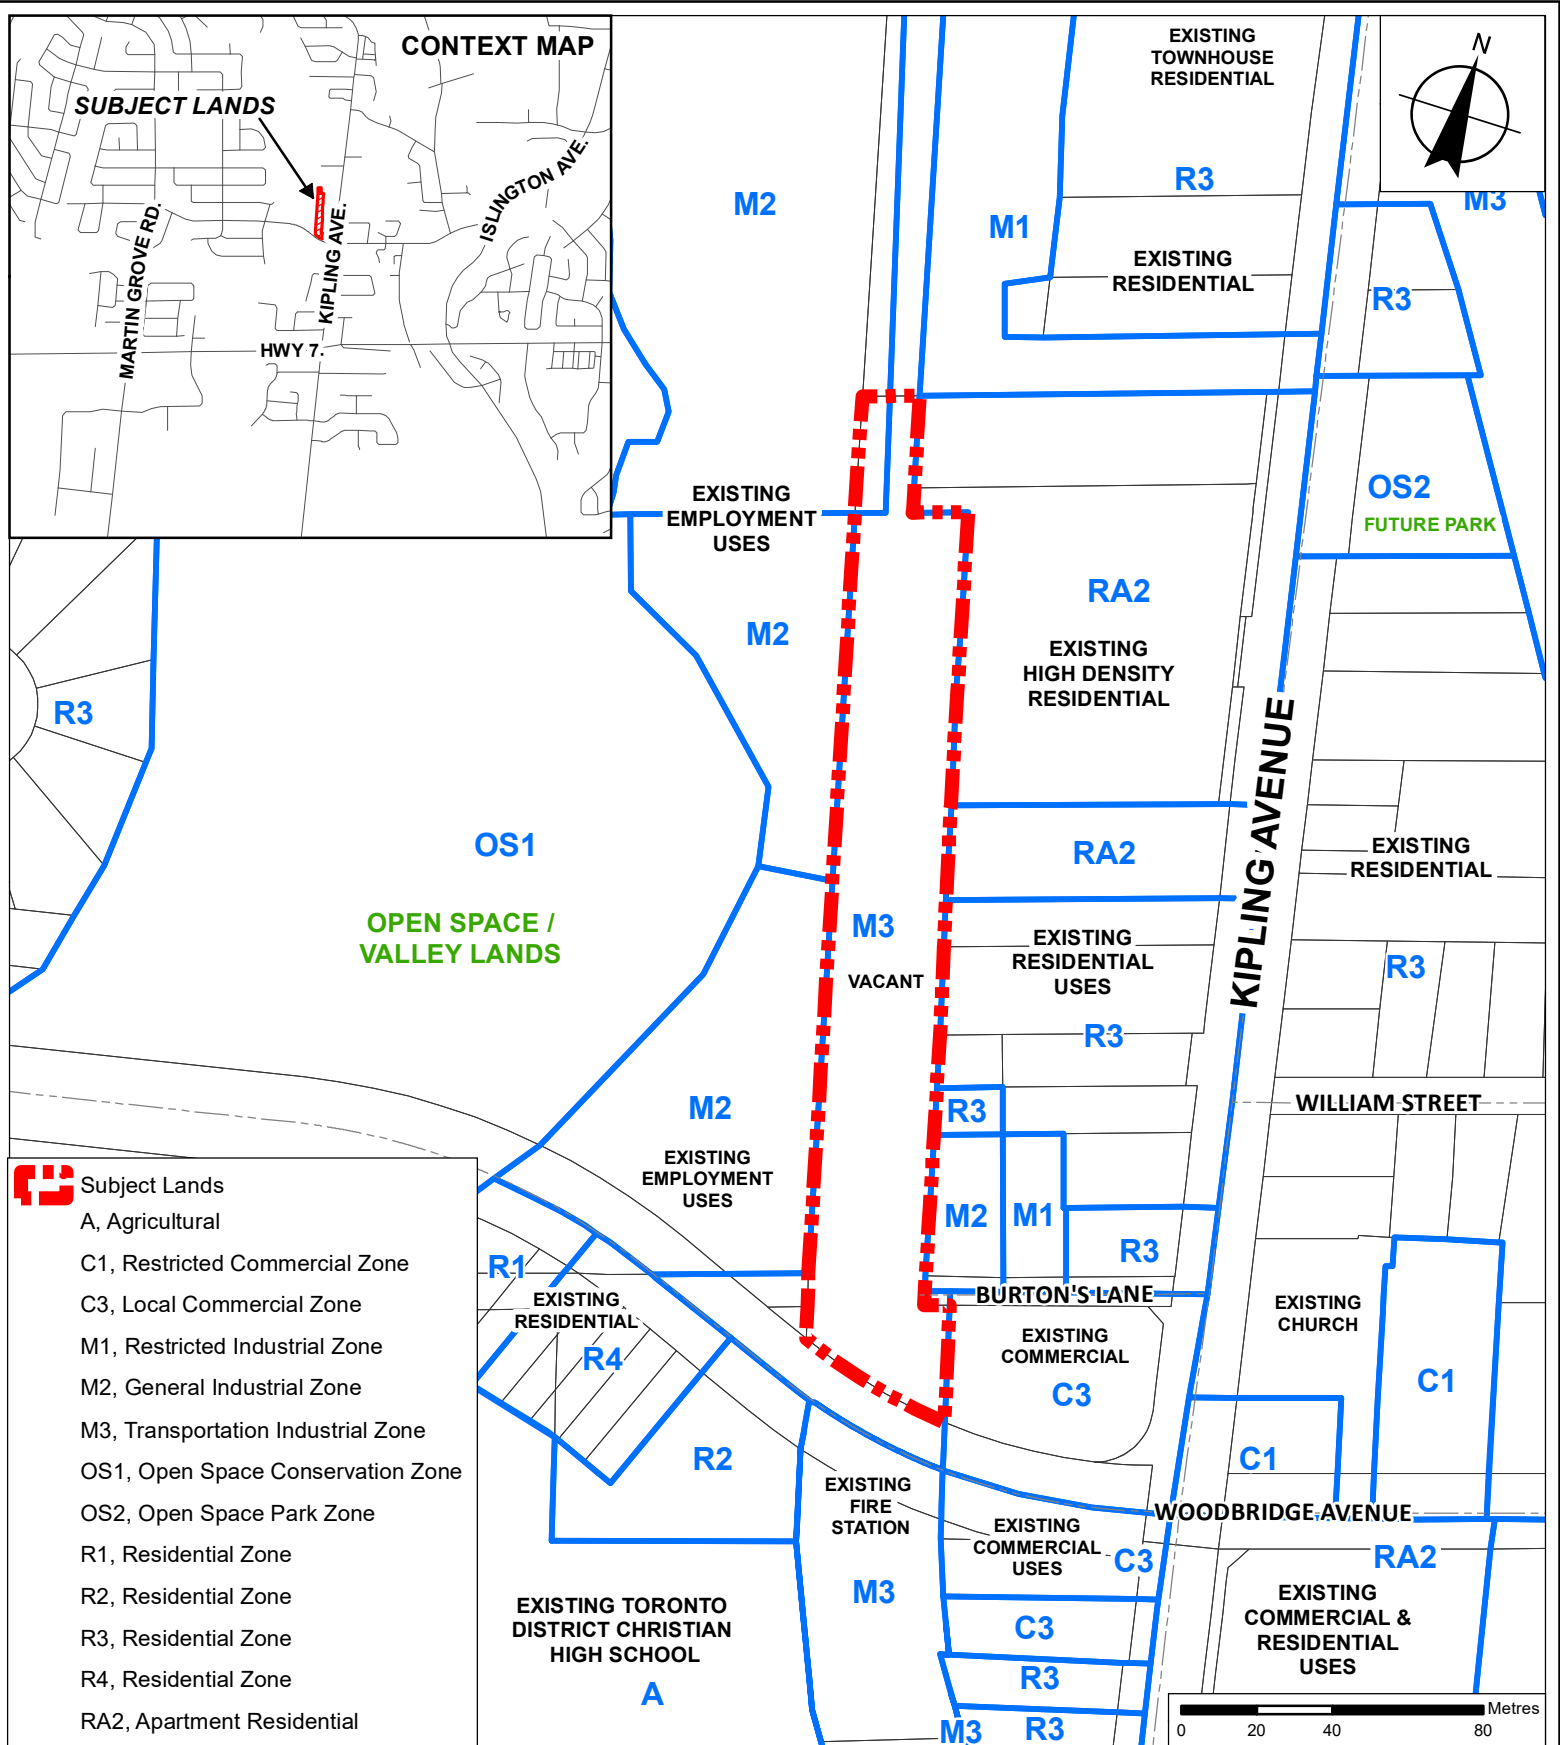 CONTEXT MAP
SUBJECT LANDS
MARTIN GROVE RD.
KIPLING AVE.
ISLINGTON AVE.
HWY 7.
N
EXISTING
TOWNHOUSE
RESIDENTIAL
R3
M3
M2
M1
EXISTING
RESIDENTIAL
R3
OS2
FUTURE PARK
EXISTING
EMPLOYMENT
USES
M2
RA2
EXISTING
HIGH DENSITY
RESIDENTIAL
R3
KIPLING AVENUE
OS1
OPEN SPACE /
VALLEY LANDS
RA2
EXISTING
RESIDENTIAL
M3
VACANT
EXISTING
RESIDENTIAL
USES
R3
R3
M2
EXISTING
EMPLOYMENT
USES
R3
WILLIAM STREET
M2
M1
R3
BURTON'S LANE
R1
EXISTING
RESIDENTIAL
R4
EXISTING
COMMERCIAL
C3
EXISTING
CHURCH
C1
C1
R2
EXISTING
FIRE
STATION
M3
EXISTING
COMMERCIAL
USES
C3
WOODBRIDGE AVENUE
RA2
EXISTING
COMMERCIAL &
RESIDENTIAL
USES
EXISTING TORONTO
DISTRICT CHRISTIAN
HIGH SCHOOL
A
C3
R3
M3
R3
Subject Lands
A, Agricultural
C1, Restricted Commercial Zone
C3, Local Commercial Zone
M1, Restricted Industrial Zone
M2, General Industrial Zone
M3, Transportation Industrial Zone
OS1, Open Space Conservation Zone
OS2, Open Space Park Zone
R1, Residential Zone
R2, Residential Zone
R3, Residential Zone
R4, Residential Zone
RA2, Apartment Residential
Metres
0 20 40 80